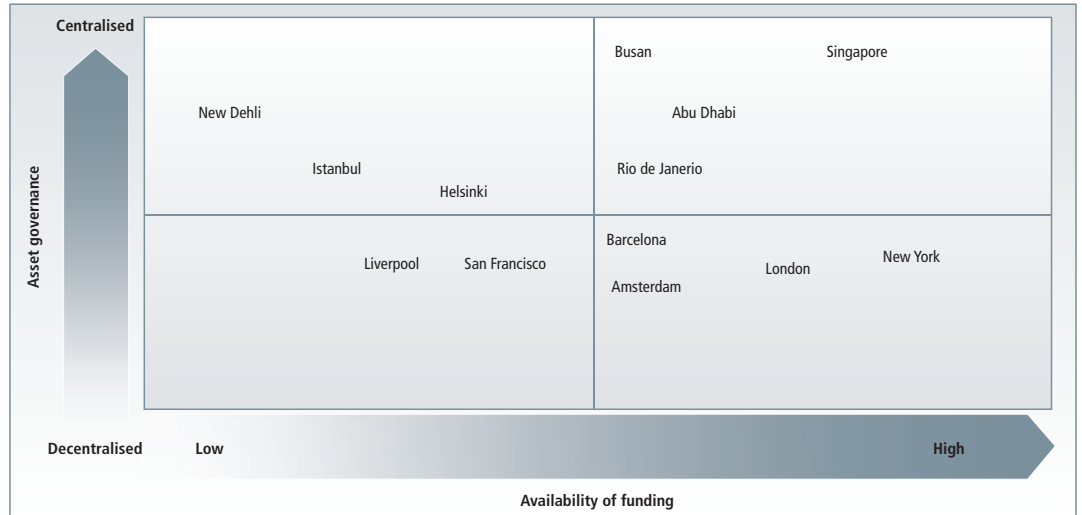 Centralised
Busan
Singapore
New Dehli
Abu Dhabi
Istanbul
Rio de Janerio
Helsinki
Asset governance
Barcelona
Liverpool
San Francisco
London
New York
Amsterdam
Decentralised
Low
High
Availability of funding